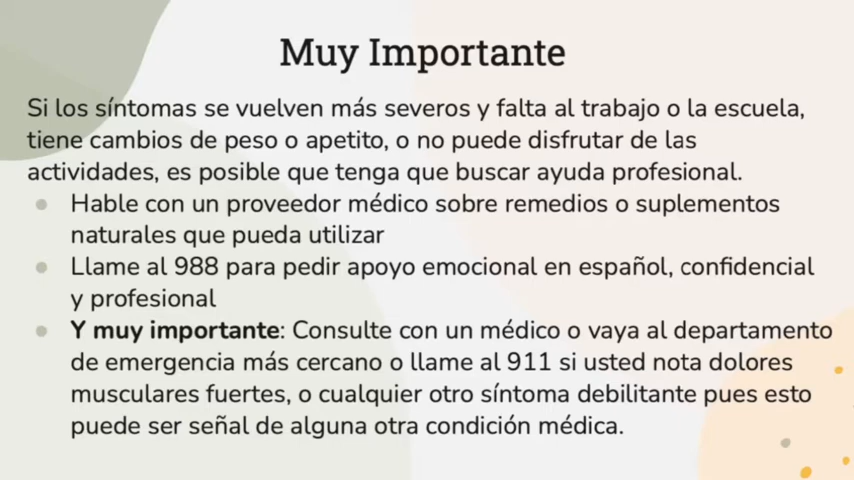 Muy Importante
Si los síntomas se vuelven más severos y falta al trabajo o la escuela,
tiene cambios de peso o apetito, o no puede disfrutar de las
actividades, es posible que tenga que buscar ayuda profesional.
Hable con un proveedor médico sobre remedios o suplementos
naturales que pueda utilizar
Llame al 988 para pedir apoyo emocional en español, confidencial
y profesional
Y muy importante: Consulte con un médico o vaya al departamento
de emergencia más cercano o llame al 911 si usted nota dolores
musculares fuertes, o cualquier otro síntoma debilitante pues esto
puede ser señal de alguna otra condición médica.